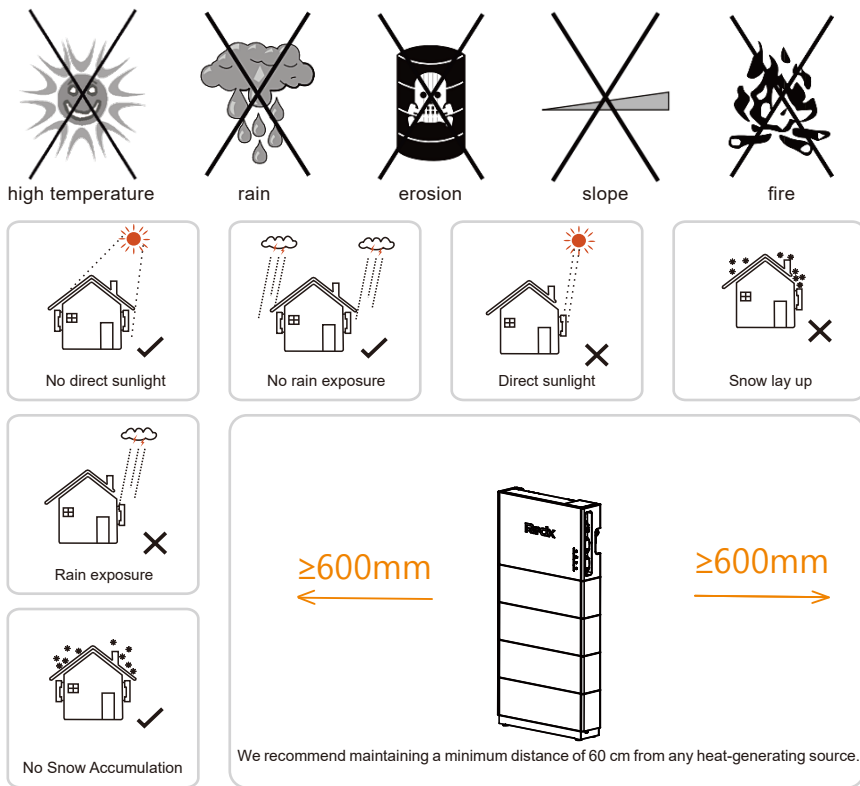 high temperature
rain
erosion
slope
fire
No direct sunlight
No rain exposure
Direct sunlight
Snow lay up
Rain exposure
≥600mm
≥600mm
No Snow Accumulation
We recommend maintaining a minimum distance of 60 cm from any heat-generating source.